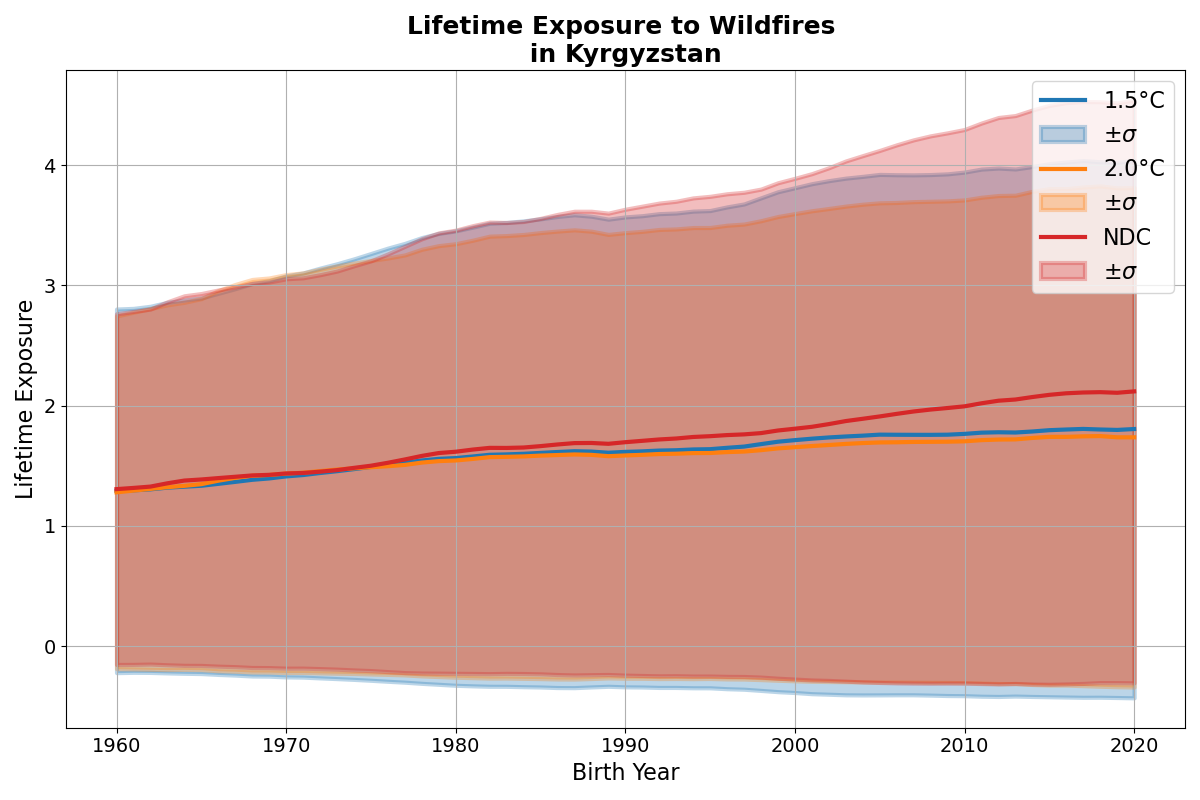 Lifetime Exposure to Wildfires
in Kyrgyzstan
1.5°C
±σ
2.0°C
±σ
NDC
±σ
Lifetime Exposure
4
3
2
1
0
1960 1970 1980 1990 2000 2010 2020
Birth Year